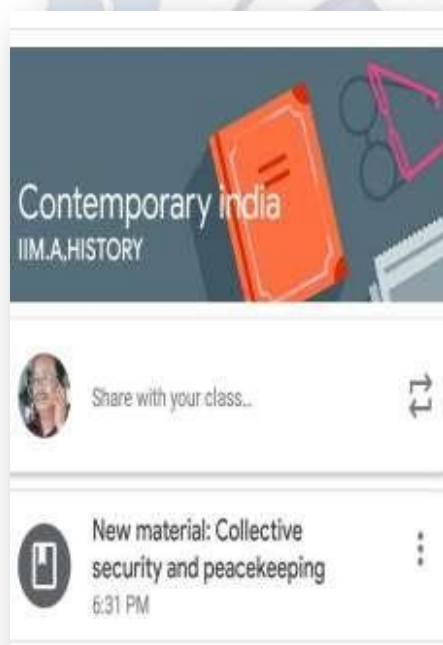 Contemporary india
IIM.A,HISTORY
Share with your class...
New material: Collective
security and peacekeeping
6:31 PM